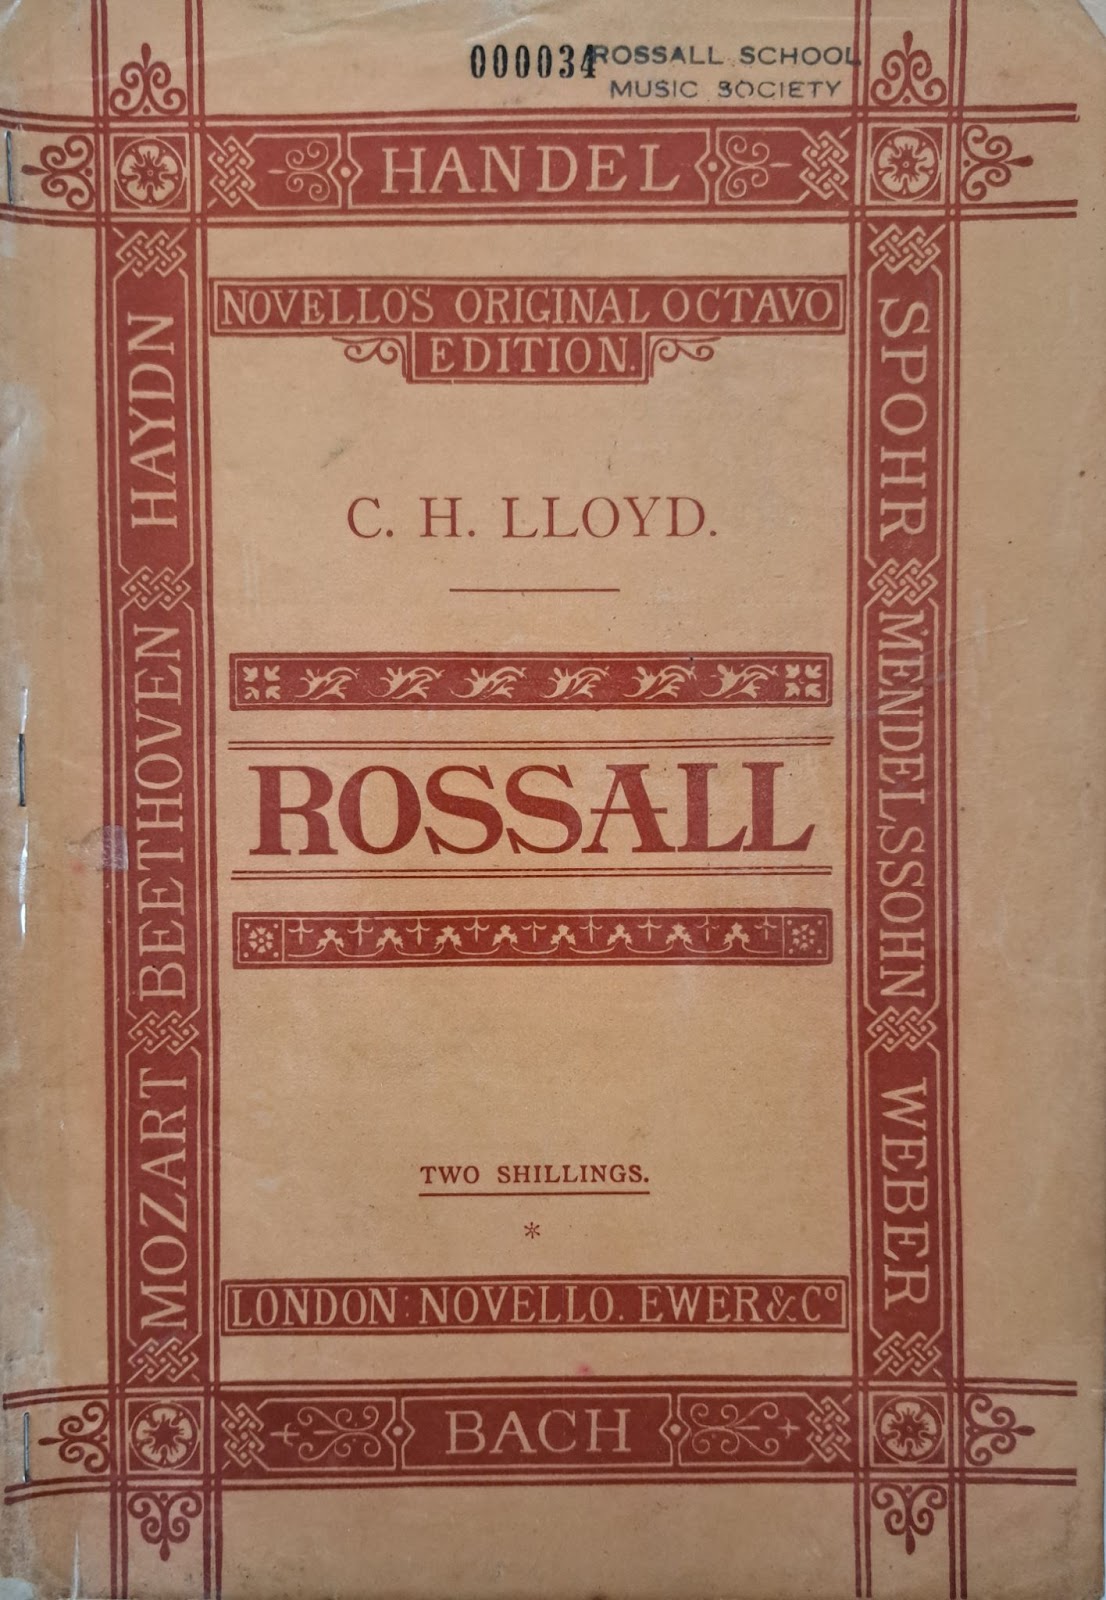 000034 ROSSALL SCHOOL
MUSIC SOCIETY
HANDEL
NOVELLO'S ORIGINAL OCTAVO
EDITION.
C. H. LLOYD.
ROSSALL
TWO SHILLINGS.
*
LONDON: NOVELLO. EWER & Cº
BACH
HAYDN
BEETHOVEN
MOZART
SPOHR
MENDELSSOHN
WEBER